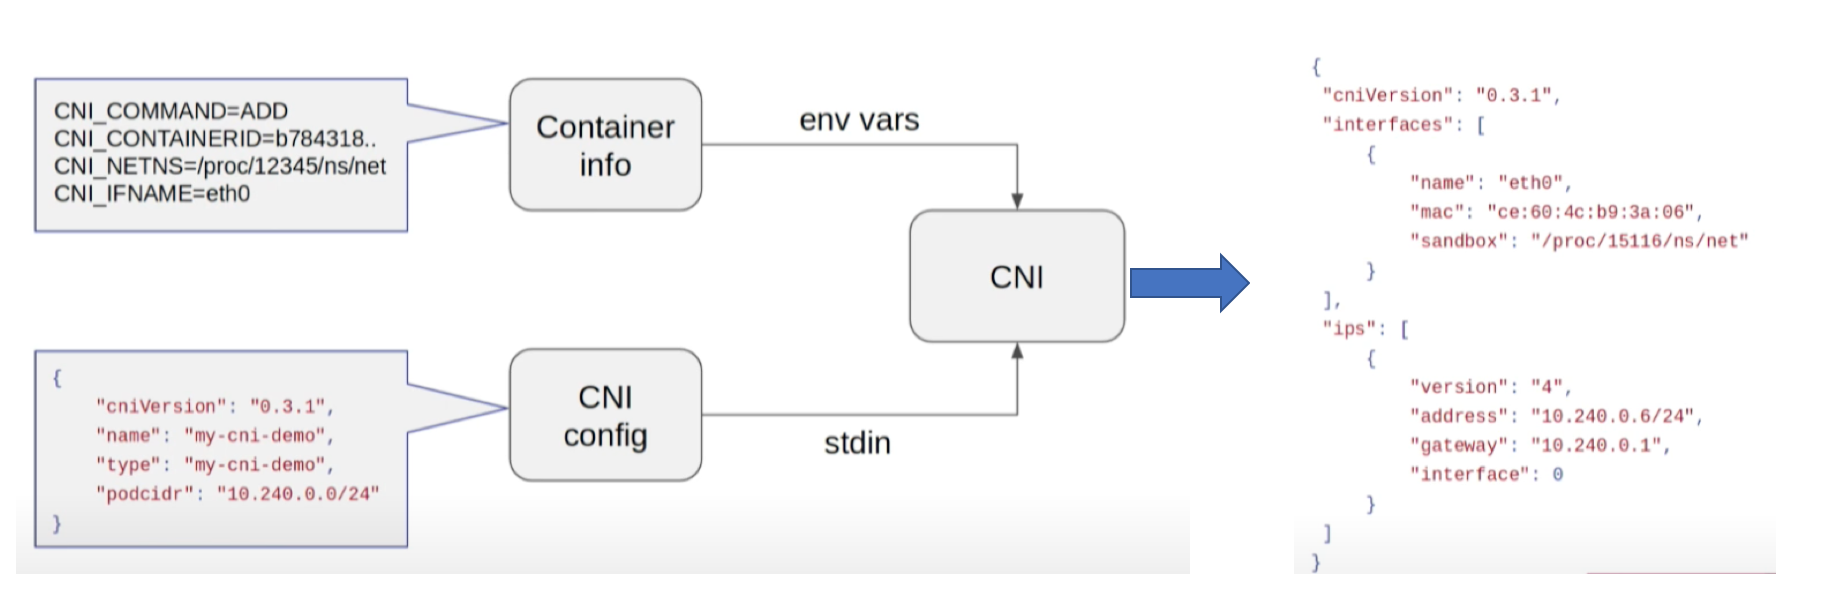 CNI_COMMAND=ADD
CNI_CONTAINERID=b784318..
CNI_NETNS=/proc/12345/ns/net
CNI_IFNAME=eth0
Container
info
env vars
CNI
{
"cniVersion": "0.3.1",
"name": "my-cni-demo",
"type": "my-cni-demo",
"podcidr": "10.240.0.0/24"
}
CNI
config
stdin
{
"cniVersion": "0.3.1",
"interfaces": [
{
"name": "eth0",
"mac": "ce:60:4c:b9:3a:06",
"sandbox": "/proc/15116/ns/net"
}
],
"ips": [
{
"version": "4",
"address": "10.240.0.6/24",
"gateway": "10.240.0.1",
"interface": 0
}
]
}